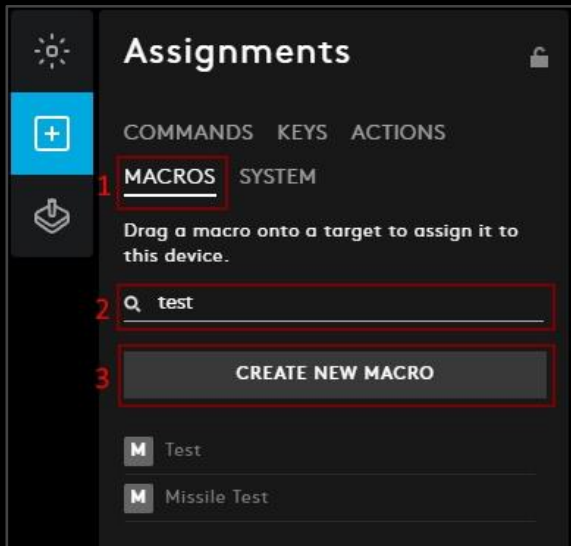 Assignments
COMMANDS KEYS ACTIONS
1 MACROS SYSTEM
Drag a macro onto a target to assign it to
this device.
2 test
3 CREATE NEW MACRO
M Test
M Missile Test